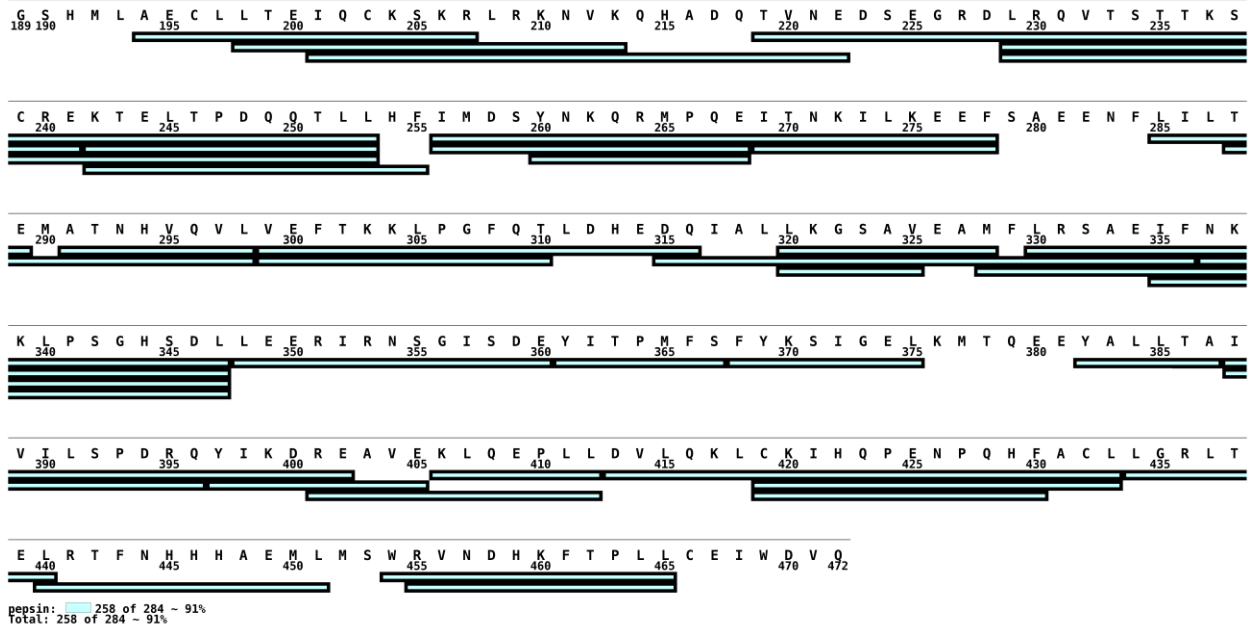 G S H M L A E C L L T E I Q C K S K R L R K N V K Q H A D Q T V N E D S E G R D L R Q V T S T T K S
189 190 195 200 205 210 215 220 225 230 235
C R E K T E L T P D Q Q T L L H F I M D S Y N K Q R M P Q E I T N K I L K E E F S A E E N F L I L T
240 245 250 255 260 265 270 275 280 285
E M A T N H V Q V L V E F T K K L P G F Q T L D H E D Q I A L L K G S A V E A M F L R S A E I F N K
290 295 300 305 310 315 320 325 330 335
K L P S G H S D L L E E R I R N S G I S D E Y I T P M F S F Y K S I G E L K M T Q E E Y A L L T A I
340 345 350 355 360 365 370 375 380 385
V I L S P D R Q Y I K D R E A V E K L Q E P L L D V L Q K L C K I H Q P E N P Q H F A C L L G R L T
390 395 400 405 410 415 420 425 430 435
E L R T F N H H H A E M L M S W R V N D H K F T P L L C E I W D V Q
440 445 450 455 460 465 470 472
pepsin: 258 of 284 ~ 91%
Total: 258 of 284 ~ 91%